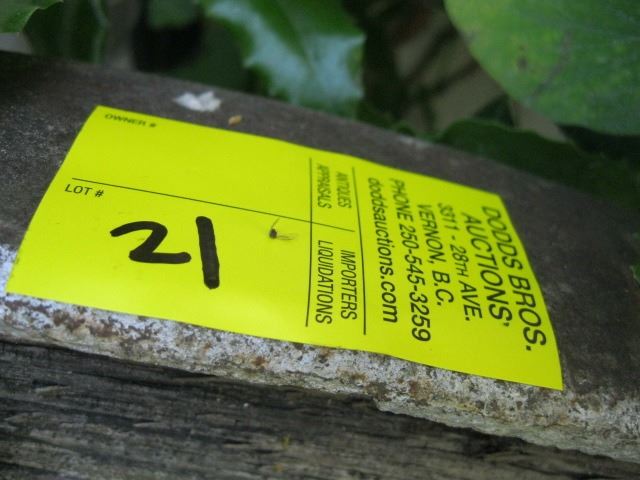 OWNER #
LOT #
21
ANTIQUES
APPRAISALS
IMPORTERS
LIQUIDATIONS
DODDS BROS.
AUCTIONS,
3311 - 28TH AVE.
VERNON, B.C.
PHONE 250-545-3259
doddsauctions.com